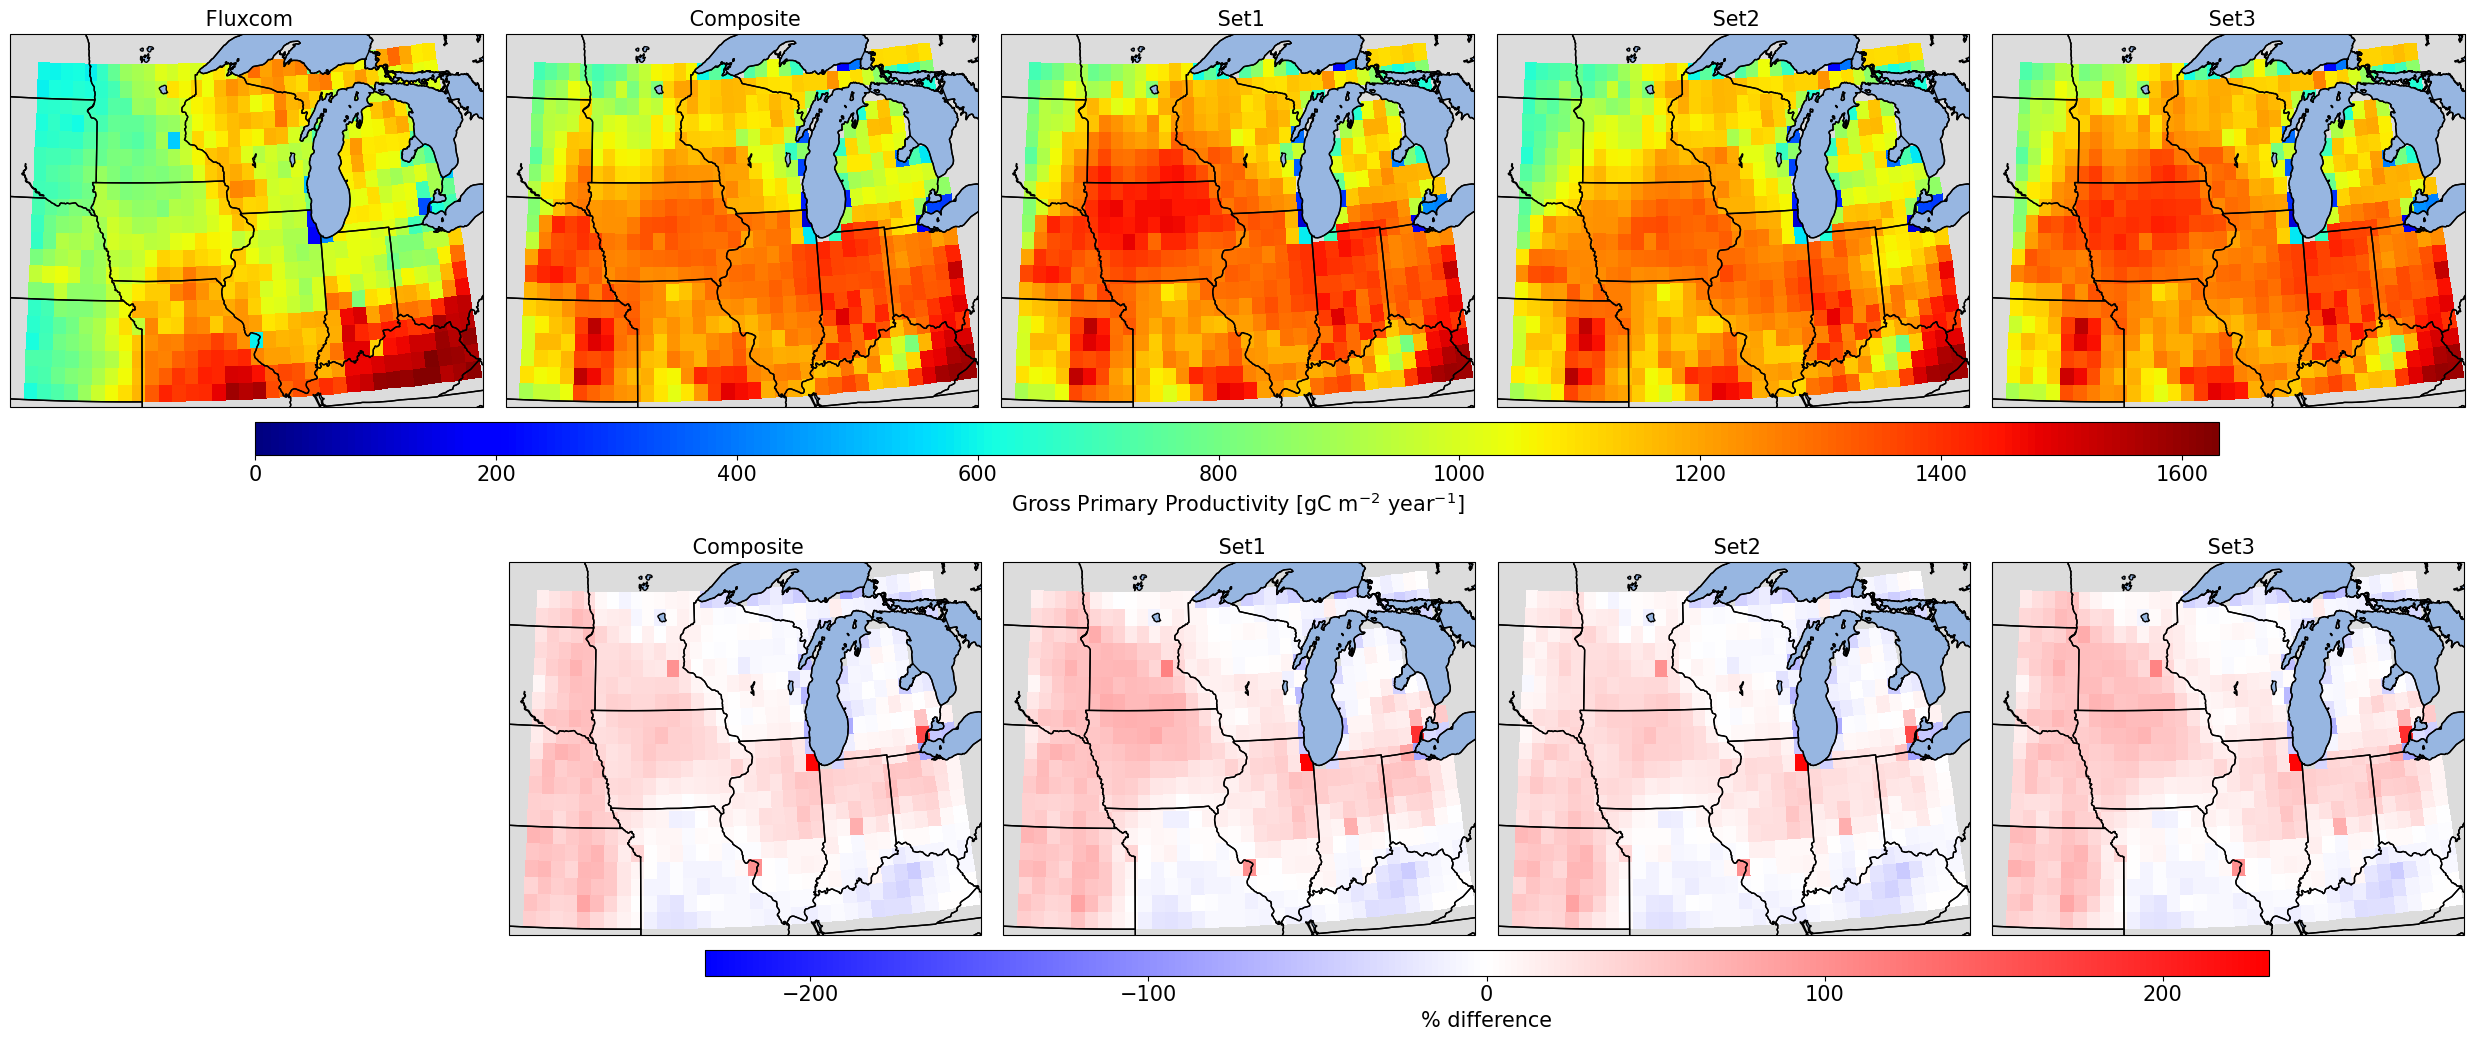 Fluxcom Composite Set1 Set2 Set3
0 200 400 600 800 1000 1200 1400 1600
Gross Primary Productivity [gC m⁻² year⁻¹]
Composite Set1 Set2 Set3
−200 −100 0 100 200
% difference